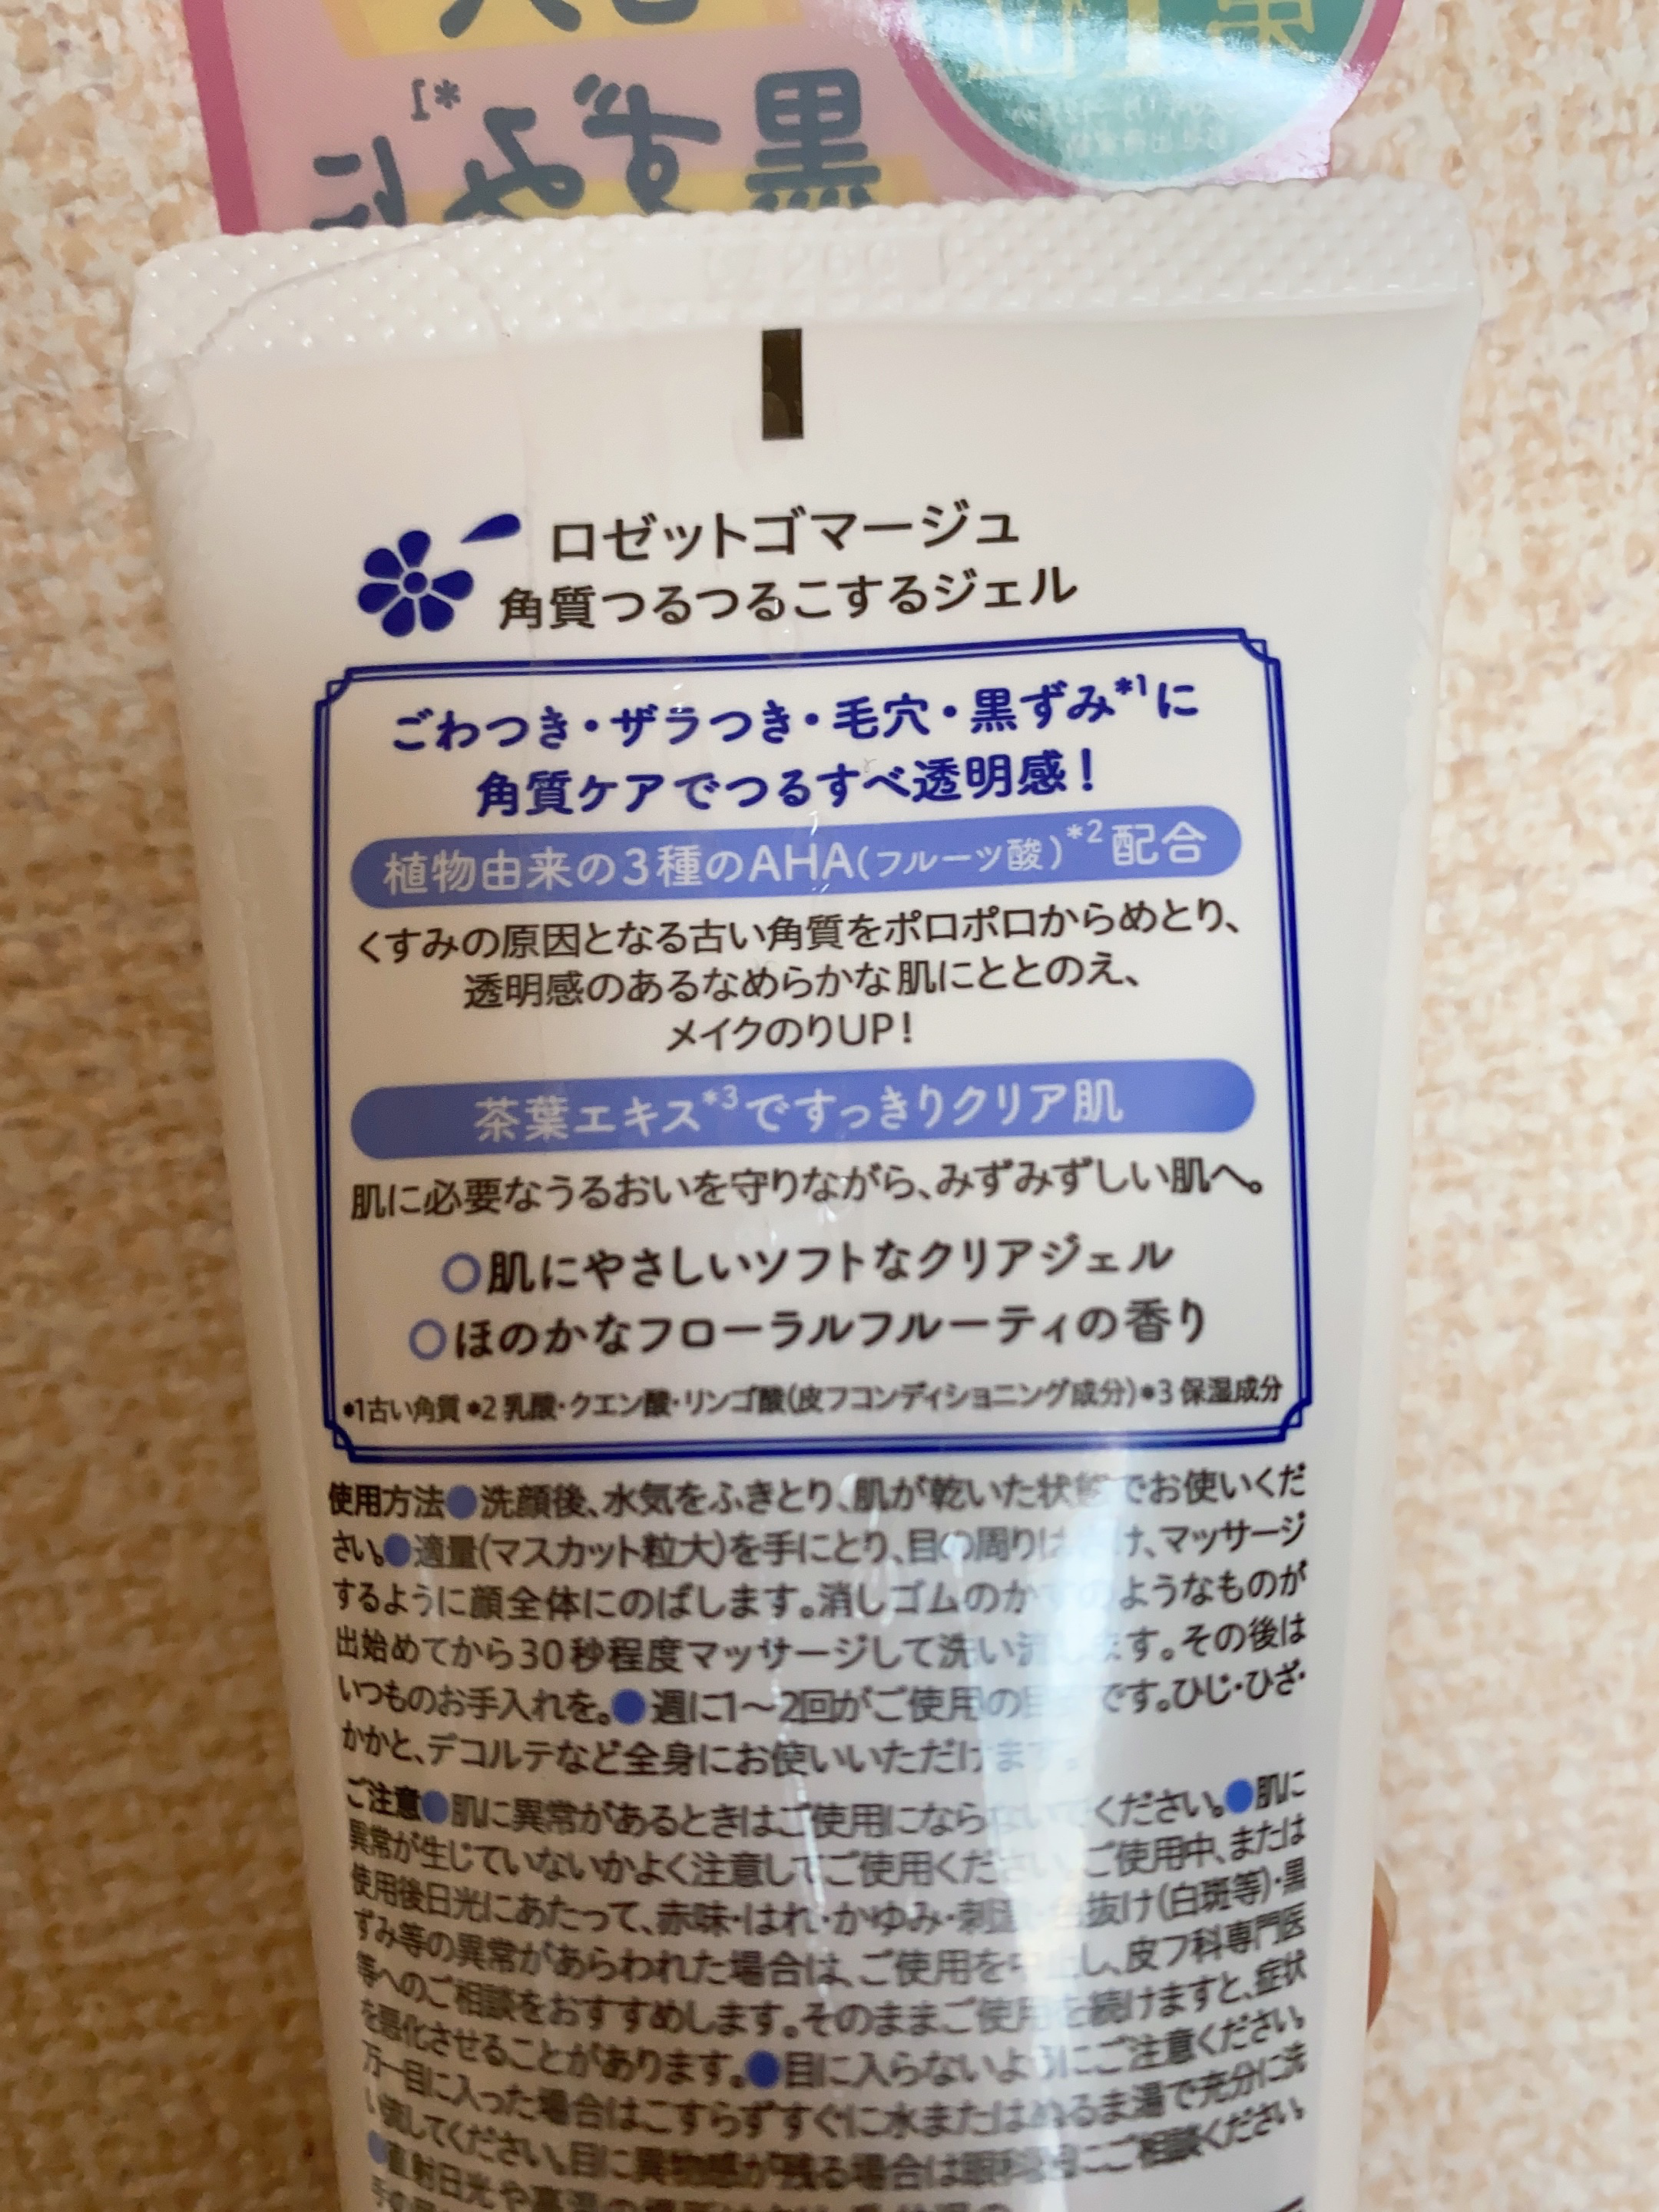 黒ずみ*1に
ロゼットゴマージュ
角質つるつるこするジェル
ごわつき・ザラつき・毛穴・黒ずみ*1に
角質ケアでつるすべ透明感！
植物由来の3種のAHA(フルーツ酸)*2配合
くすみの原因となる古い角質をポロポロからめとり、
透明感のあるなめらかな肌にととのえ、
メイクのりUP！
茶葉エキス*3ですっきりクリア肌
肌に必要なうるおいを守りながら、みずみずしい肌へ。
○肌にやさしいソフトなクリアジェル
○ほのかなフローラルフルーティの香り
*1古い角質 *2 乳酸・クエン酸・リンゴ酸(皮フコンディショニング成分)*3 保湿成分
使用方法●洗顔後、水気をふきとり、肌が乾いた状態でお使いくだ
さい。●適量(マスカット粒大)を手にとり、目の周りは け、マッサージ
するように顔全体にのばします。消しゴムのかすのようなものが
出始めてから30秒程度マッサージして洗い流します。その後は
いつものお手入れを。●週に1～2回がご使用の目安です。ひじ・ひざ・
かかと、デコルテなど全身にお使いいただけます。
ご注意●肌に異常があるときはご使用にならないでください。●肌に
異常が生じていないかよく注意してご使用ください。ご使用中、または
使用後日光にあたって、赤味・はれ・かゆみ・刺激・色抜け(白斑等)・黒
ずみ等の異常があらわれた場合は、ご使用を中止し、皮フ科専門医
等へのご相談をおすすめします。そのままご使用を続けますと、症状
を悪化させることがあります。●目に入らないようにご注意ください。
万一目に入った場合はこすらずすぐに水またはぬるま湯で充分に洗
い流してください。目に異物感が残る場合は眼科 にご相談ください。
●直射日光や高温の